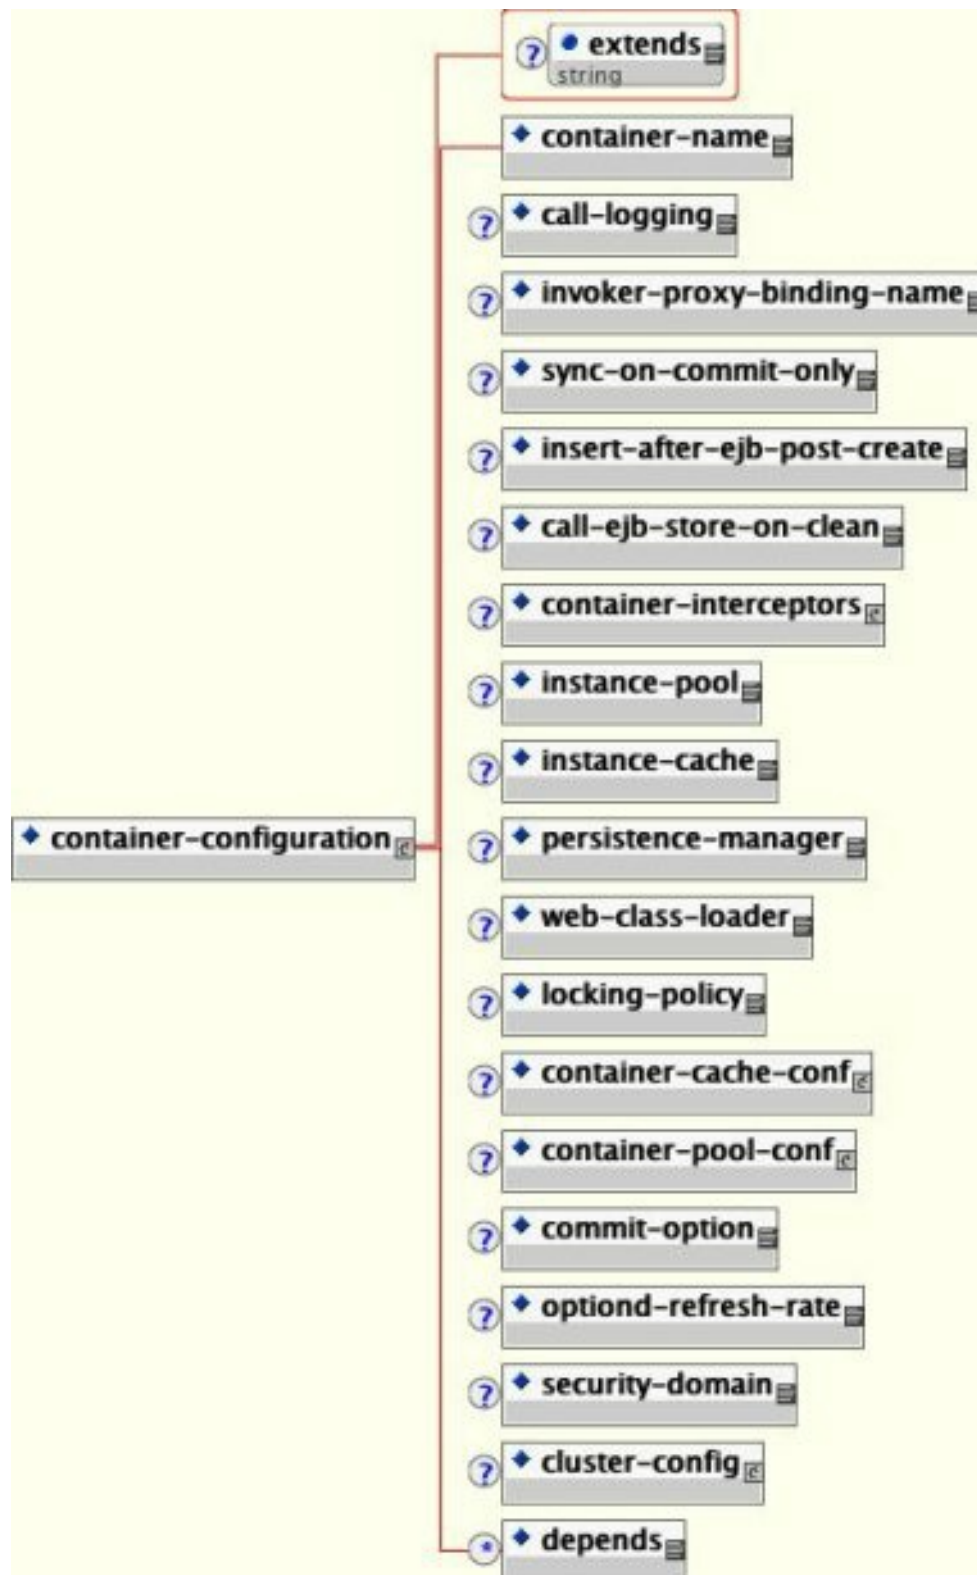 ? extends
string
container-name
? call-logging
? invoker-proxy-binding-name
? sync-on-commit-only
? insert-after-ejb-post-create
? call-ejb-store-on-clean
? container-interceptors
? instance-pool
? instance-cache
container-configuration
? persistence-manager
? web-class-loader
? locking-policy
? container-cache-conf
? container-pool-conf
? commit-option
? optiond-refresh-rate
? security-domain
? cluster-config
* depends